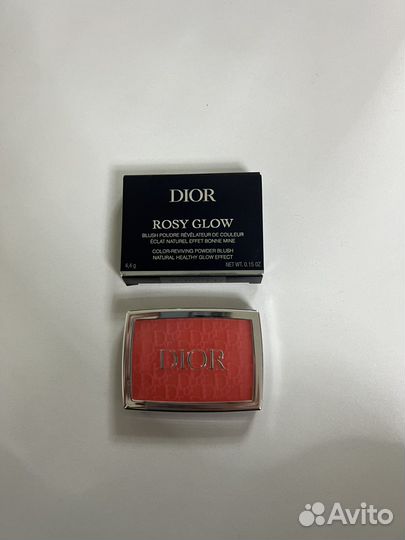 DIOR
ROSY GLOW
BLUSH POUDRE RÉVÉLATEUR DE COULEUR
ÉCLAT NATUREL EFFET BONNE MINE
COLOR-REVIVING POWDER BLUSH
NATURAL HEALTHY GLOW EFFECT
4,4 g NET WT. 0.15 OZ
DIOR
Avito